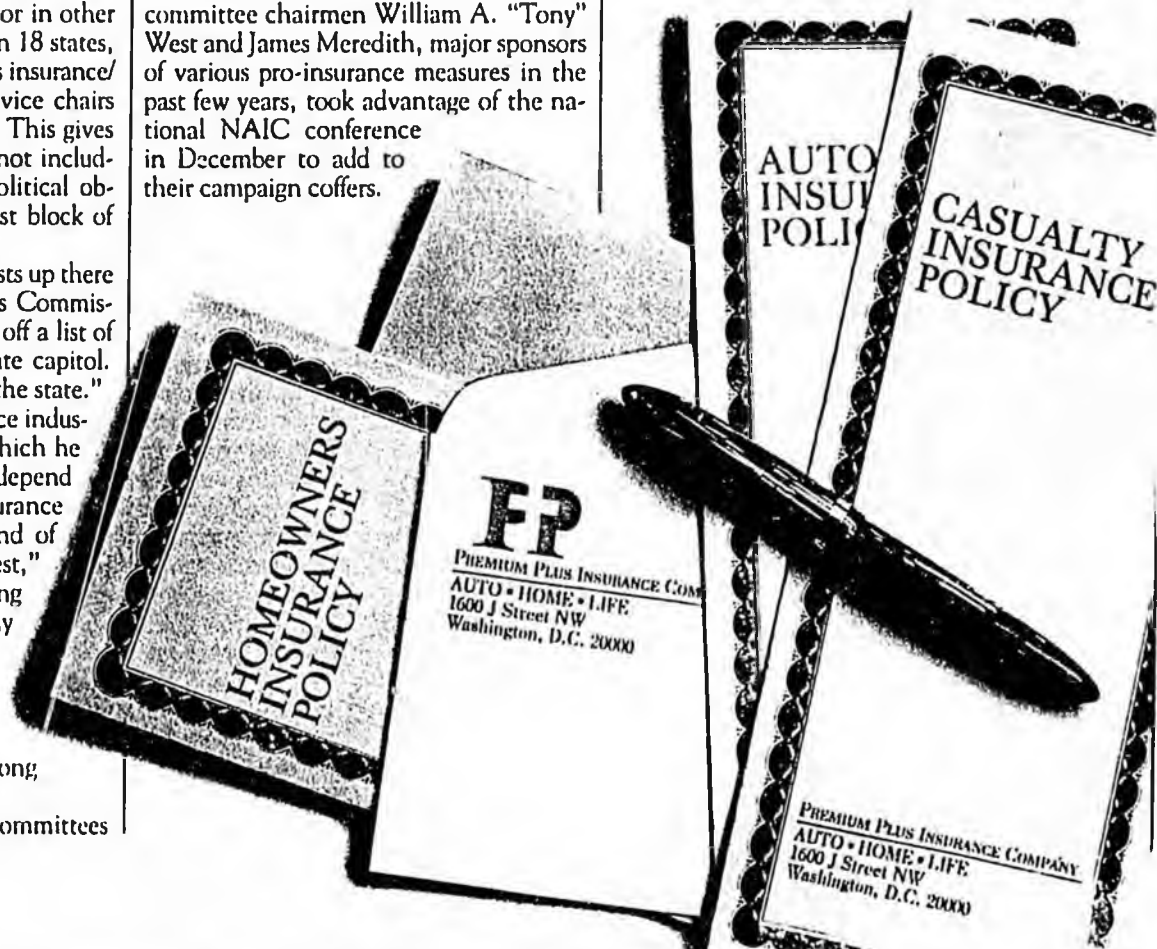 or in other
n 18 states,
s insurance/
vice chairs
This gives
not includ-
olitical ob-
st block of
sts up there
s Commis-
off a list of
ate capitol.
the state."
ce indus-
hich he
depend
urance
nd of
est,"
ng
y
ong
ommittees
committee chairmen William A. “Tony”
West and James Meredith, major sponsors
of various pro-insurance measures in the
past few years, took advantage of the na-
tional NAIC conference
in December to add to
their campaign coffers.
HOMEOWNERS
INSURANCE
POLICY
PREMIUM PLUS INSURANCE COM
AUTO • HOME • LIFE
1600 J Street NW
Washington, D.C. 20000
AUTO
INSU
POLI
CASUALTY
INSURANCE
POLICY
PREMIUM PLUS INSURANCE COMPANY
AUTO • HOME • LIFE
1600 J Street NW
Washington, D.C. 20000